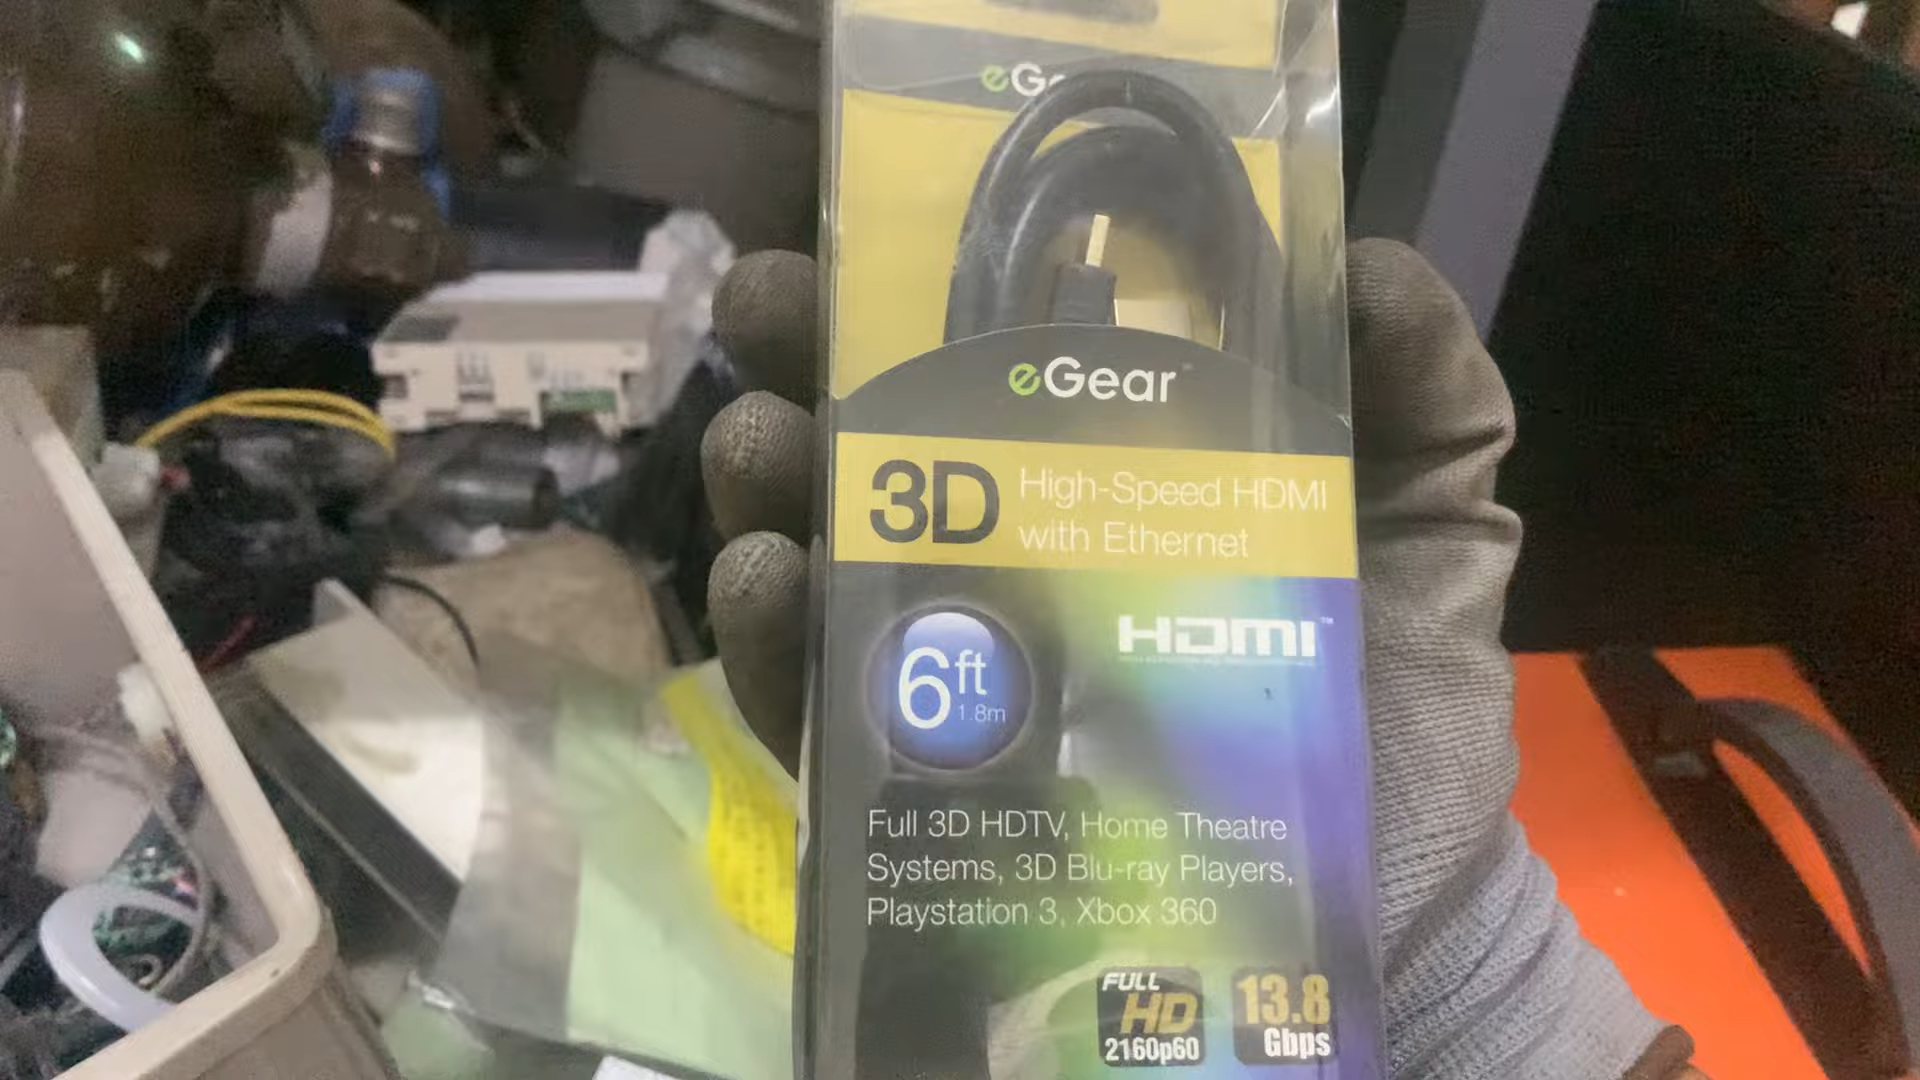 eGear
3D
High-Speed HDMI
with Ethernet
HDMI™
6ft
1.8m
Full 3D HDTV, Home Theatre
Systems, 3D Blu-ray Players,
Playstation 3, Xbox 360
FULL
HD
2160p60
13.8
Gbps